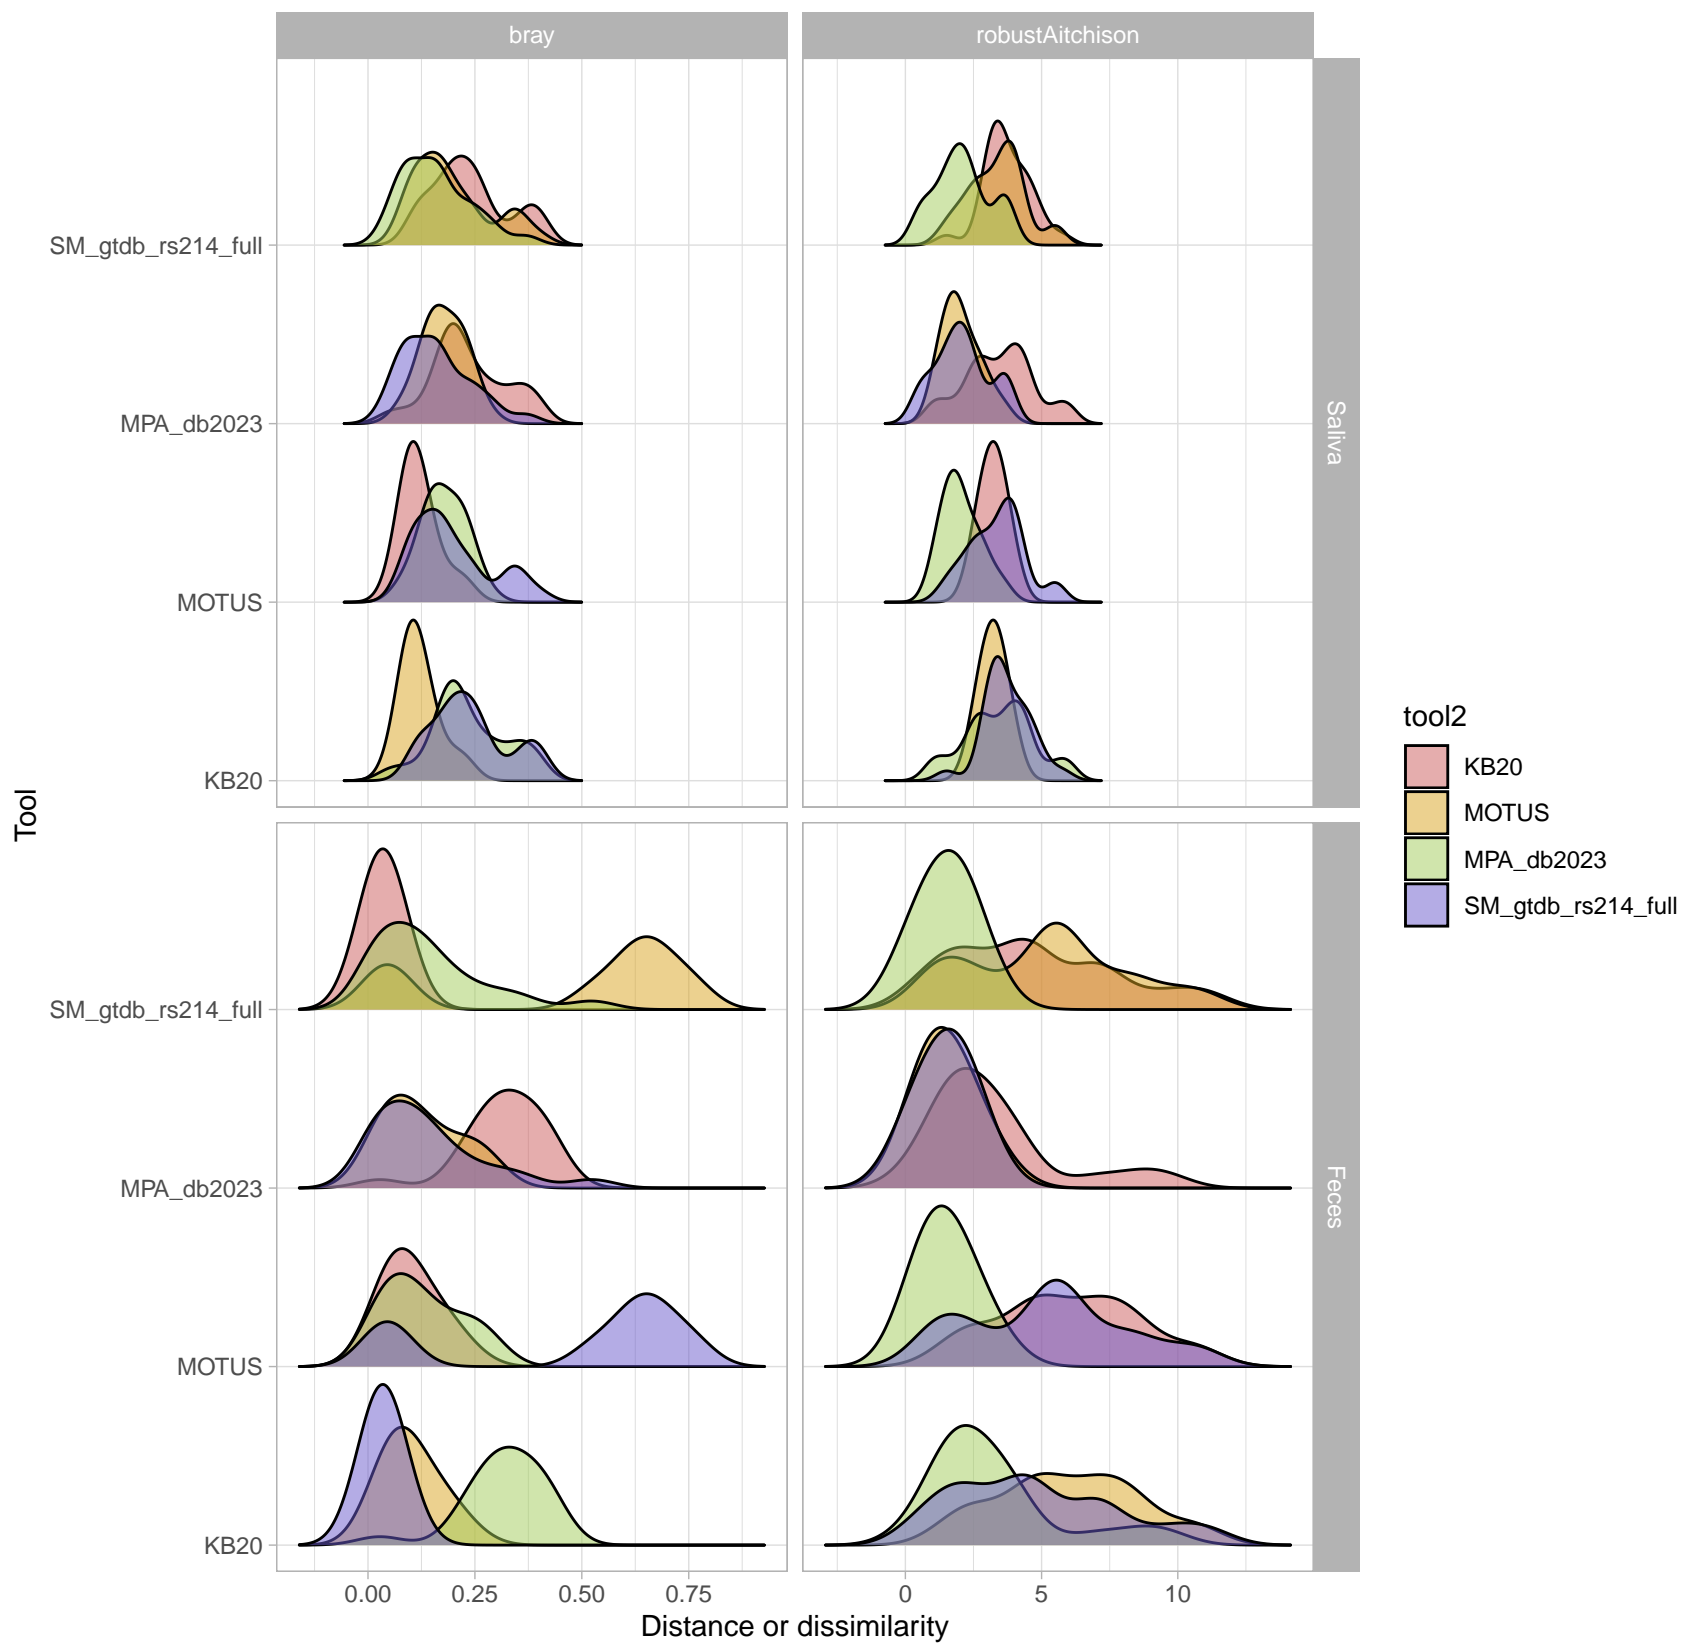 bray
robustAitchison
SM_gtdb_rs214_full
MPA_db2023
MOTUS
KB20
Saliva
SM_gtdb_rs214_full
MPA_db2023
MOTUS
KB20
Feces
Tool
0.00 0.25 0.50 0.75
0 5 10
Distance or dissimilarity
tool2
KB20
MOTUS
MPA_db2023
SM_gtdb_rs214_full